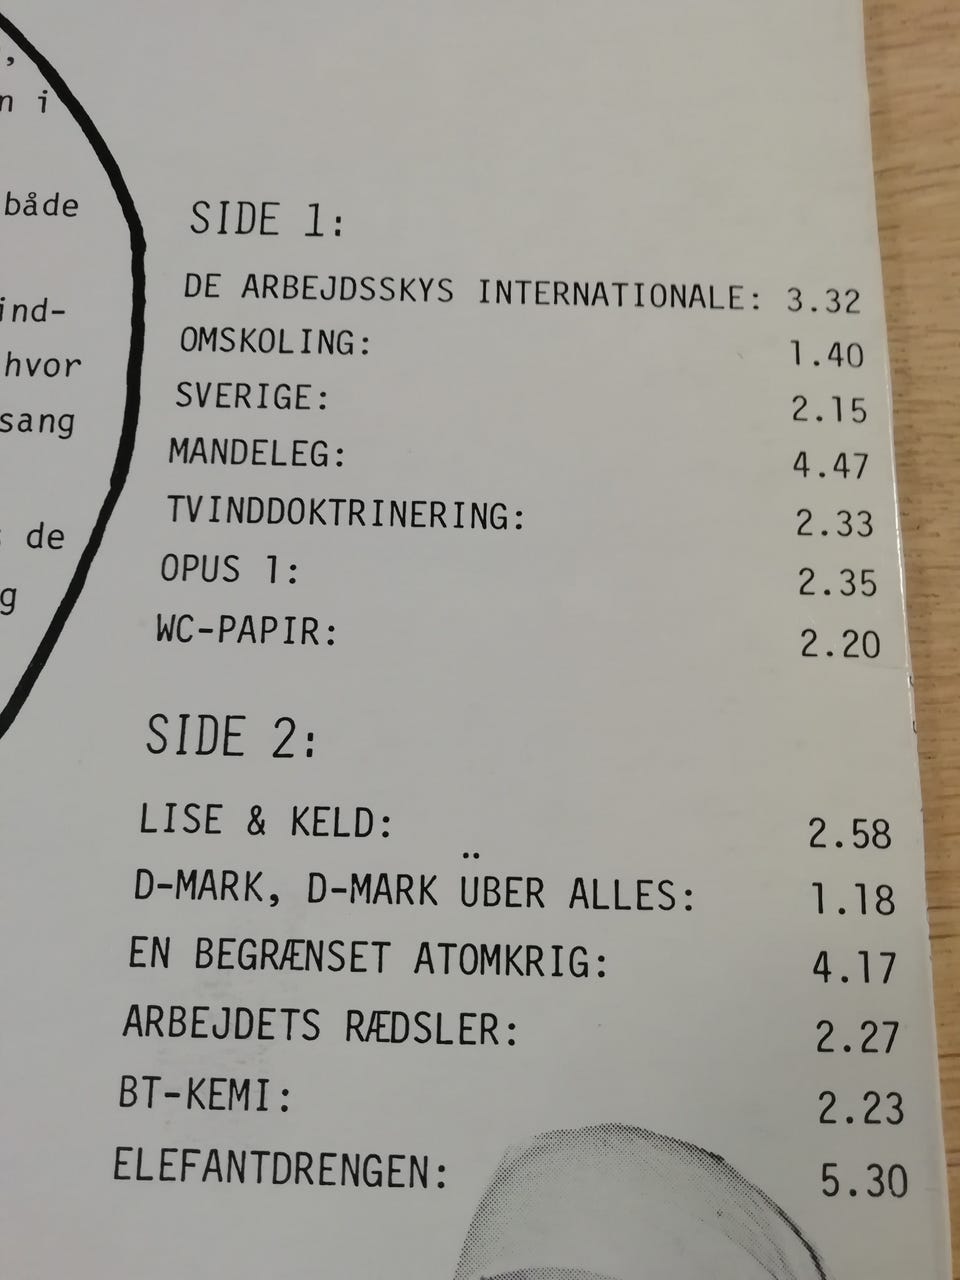 ,
n i
både
ind-
hvor
sang
de
g
SIDE 1:
DE ARBEJDSSKYS INTERNATIONALE: 3.32
OMSKOLING: 1.40
SVERIGE: 2.15
MANDELEG: 4.47
TVINDDOKTRINERING: 2.33
OPUS 1: 2.35
WC-PAPIR: 2.20
SIDE 2:
LISE & KELD: 2.58
D-MARK, D-MARK ÜBER ALLES: 1.18
EN BEGRÆNSET ATOMKRIG: 4.17
ARBEJDETS RÆDSLER: 2.27
BT-KEMI: 2.23
ELEFANTDRENGEN: 5.30